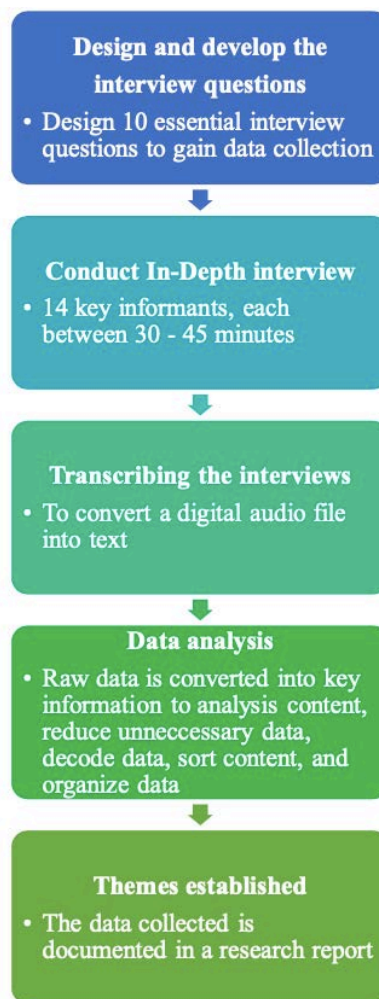 Design and develop the
interview questions
• Design 10 essential interview
questions to gain data collection
Conduct In-Depth interview
• 14 key informants, each
between 30 - 45 minutes
Transcribing the interviews
• To convert a digital audio file
into text
Data analysis
• Raw data is converted into key
information to analysis content,
reduce unneccessary data,
decode data, sort content, and
organize data
Themes established
• The data collected is
documented in a research report